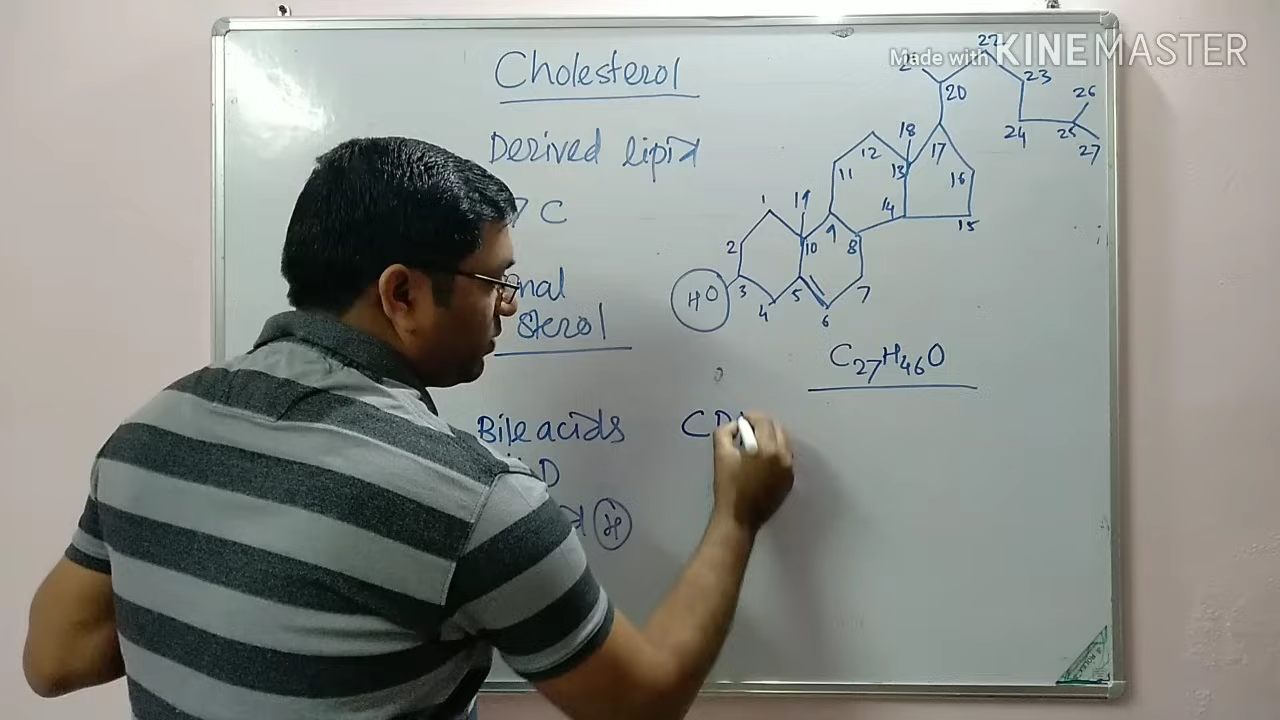 Made with KINEMASTER
Cholesterol
Derived lipid
7 C
nal
sterol
Bile acids
D
H
1
2
3
4
5
6
7
8
9
10
11
12
13
14
15
16
17
18
19
20
22
23
24
25
26
27
HO
C27H46O
CD